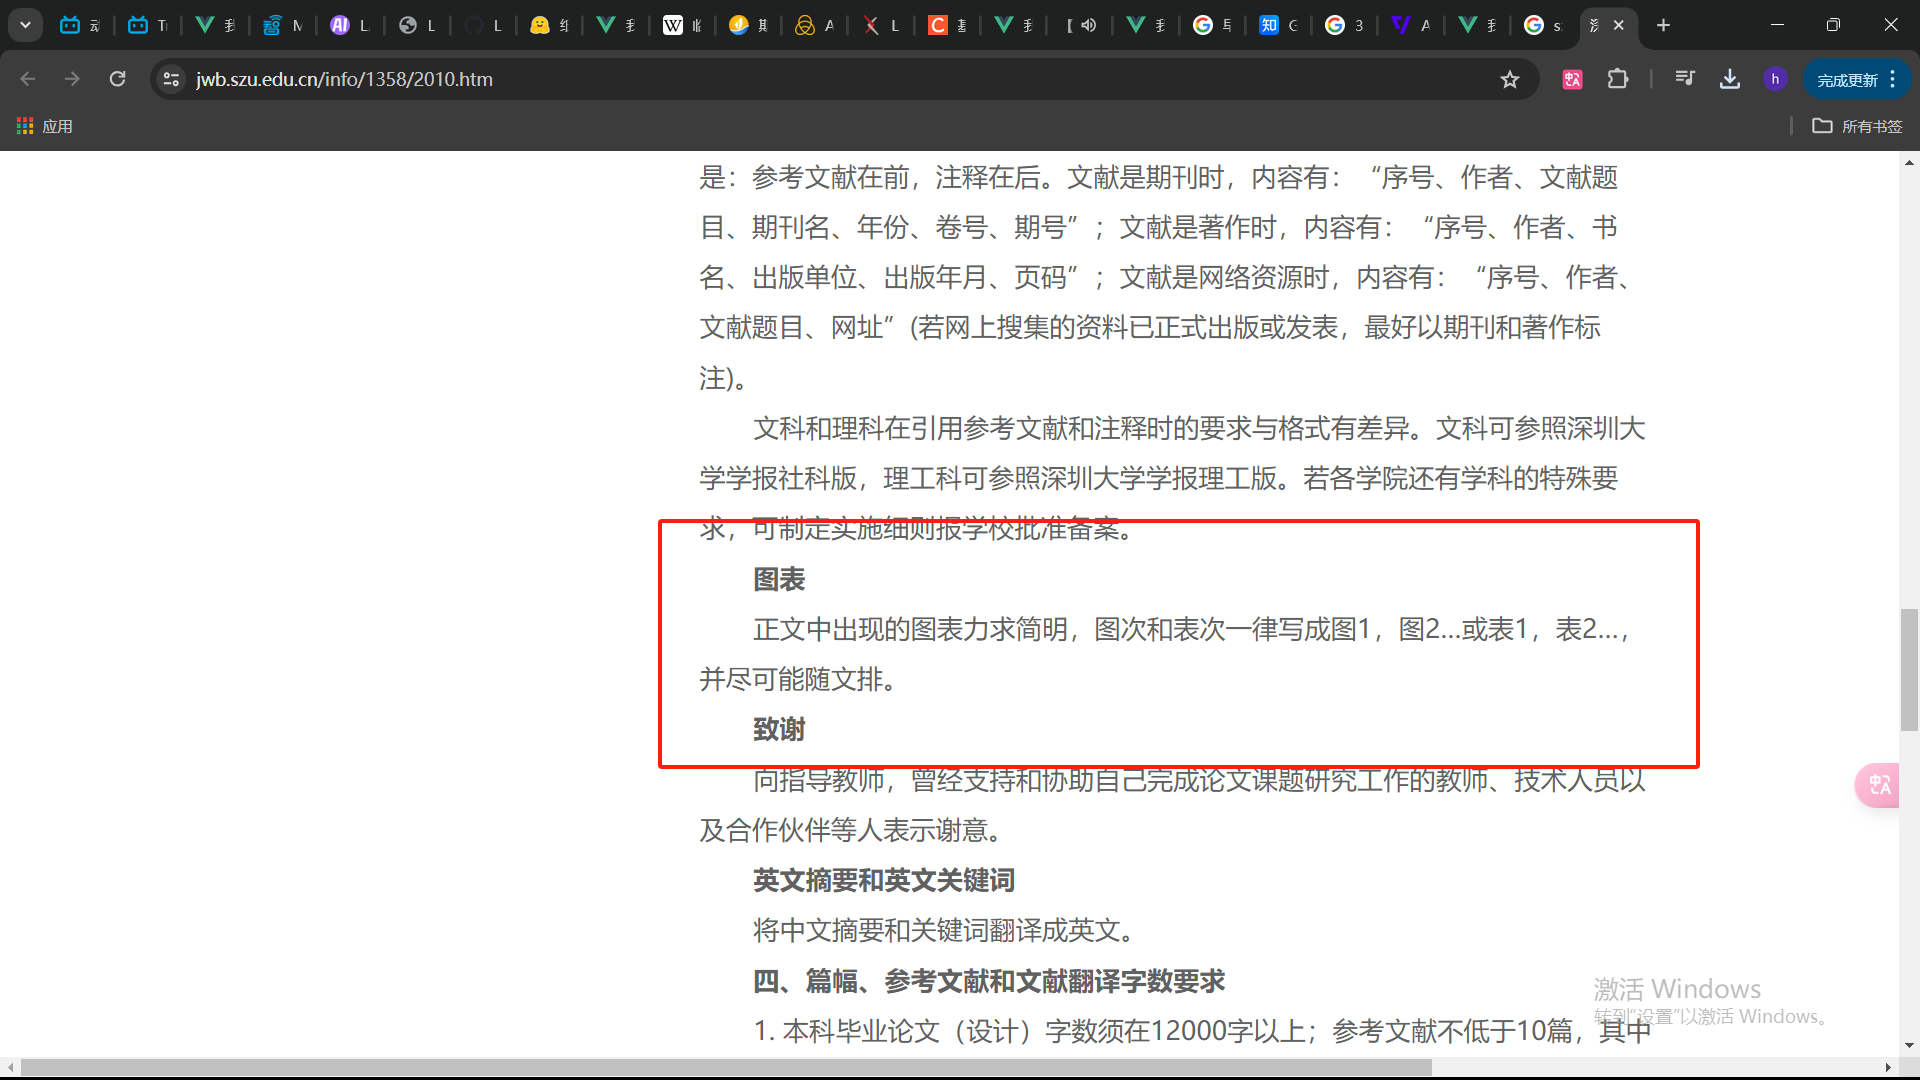 动
Tr
我
M
L
L
L
纟
我
临
期
A
L
基
我
【
我
导
G
3
A
我
s
深
jwb.szu.edu.cn/info/1358/2010.htm
h
完成更新
应用
所有书签
是：参考文献在前，注释在后。文献是期刊时，内容有：“序号、作者、文献题
目、期刊名、年份、卷号、期号”；文献是著作时，内容有：“序号、作者、书
名、出版单位、出版年月、页码”；文献是网络资源时，内容有：“序号、作者、
文献题目、网址”(若网上搜集的资料已正式出版或发表，最好以期刊和著作标
注)。
文科和理科在引用参考文献和注释时的要求与格式有差异。文科可参照深圳大
学学报社科版，理工科可参照深圳大学学报理工版。若各学院还有学科的特殊要
求，可制定实施细则报学校批准备案。
图表
正文中出现的图表力求简明，图次和表次一律写成图1，图2…或表1，表2…，
并尽可能随文排。
致谢
向指导教师，曾经支持和协助自己完成论文课题研究工作的教师、技术人员以
及合作伙伴等人表示谢意。
英文摘要和英文关键词
将中文摘要和关键词翻译成英文。
四、篇幅、参考文献和文献翻译字数要求
1. 本科毕业论文（设计）字数须在12000字以上；参考文献不低于10篇，其中
激活 Windows
转到“设置”以激活 Windows。